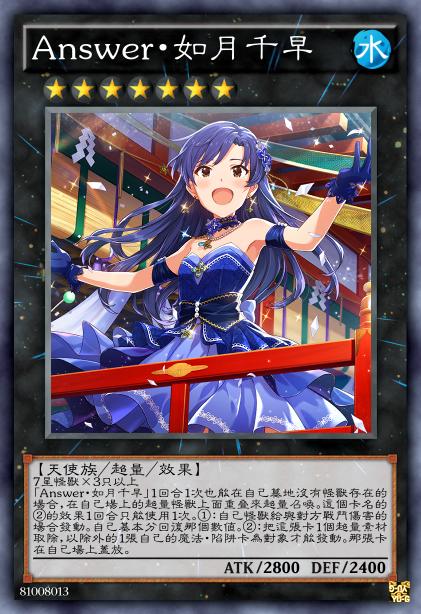 Answer・如月千早
水
【天使族/超量/效果】
7星怪獸×3只以上
「Answer・如月千早」1回合1次也能在自己墓地沒有怪獸存在的
場合,在自己場上的超量怪獸上面重疊來超量召喚。這個卡名的
②的效果1回合只能使用1次。①:自己怪獸給與對方戰鬥傷害的
場合發動。自己基本分回復那個數值。②:把這張卡1個超量素材
取除,以除外的1張自己的魔法・陷阱卡為對象才能發動。那張卡
在自己場上蓋放。
ATK/2800 DEF/2400
81008013